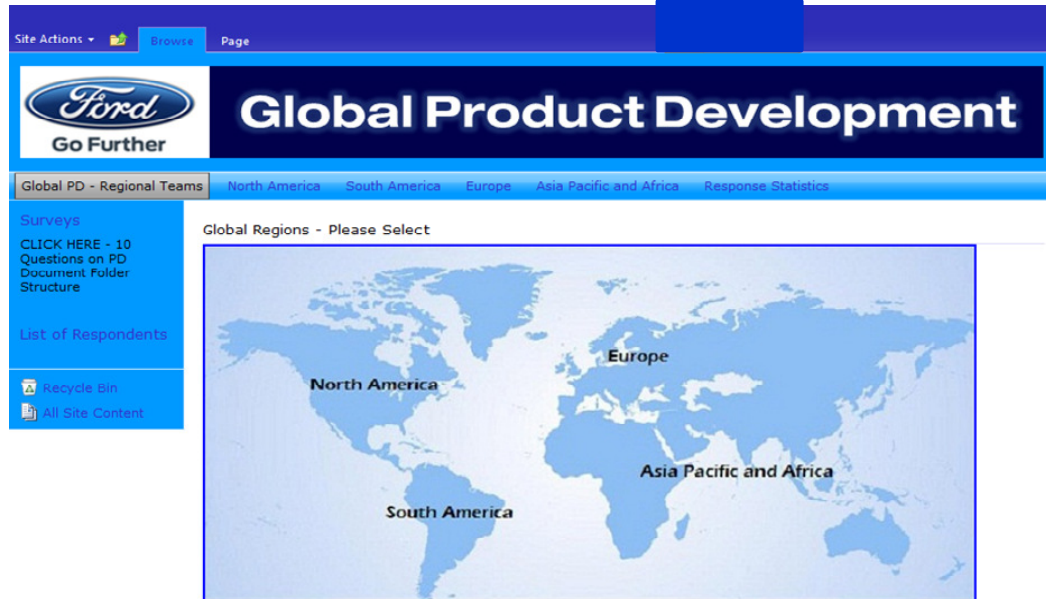 Site Actions Browse Page
Ford
Go Further
Global Product Development
Global PD - Regional Teams North America South America Europe Asia Pacific and Africa Response Statistics
Surveys
CLICK HERE - 10
Questions on PD
Document Folder
Structure
List of Respondents
Recycle Bin
All Site Content
Global Regions - Please Select
Europe
North America
Asia Pacific and Africa
South America